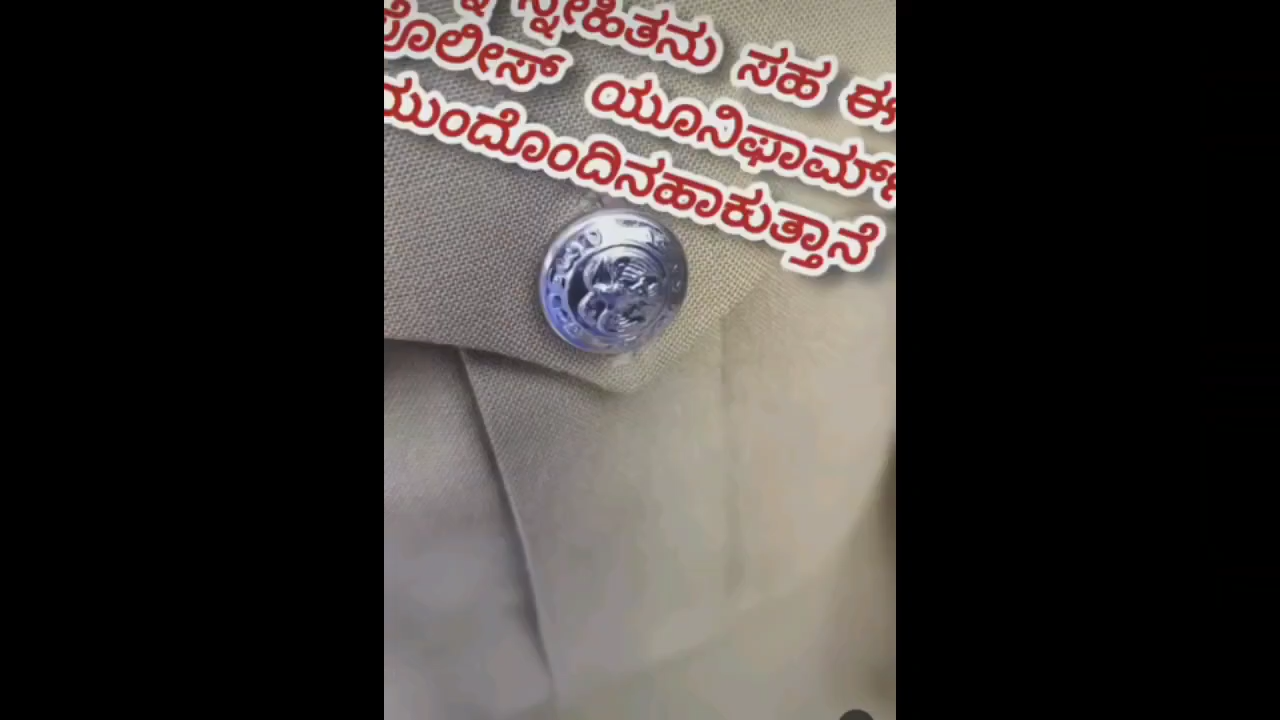 ಸ್ನೇಹಿತನು ಸಹ ಈ
ಪೊಲೀಸ್ ಯೂನಿಫಾರ್ಮ್
ಮುಂದೊಂದಿನಹಾಕುತ್ತಾನೆ